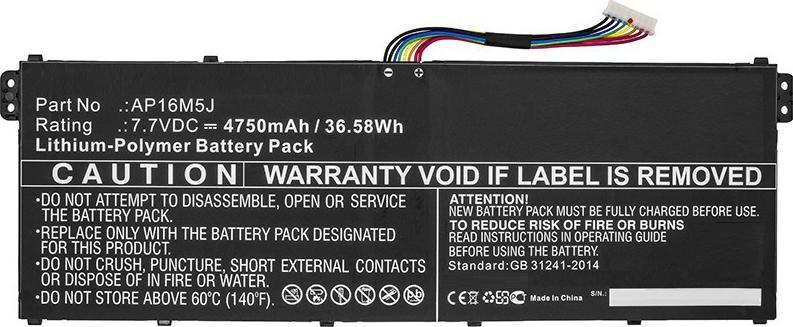 Part No .:AP16M5J
Rating .:7.7VDC ⎓ 4750mAh / 36.58Wh
Lithium-Polymer Battery Pack
CAUTION WARRANTY VOID IF LABEL IS REMOVED
•DO NOT ATTEMPT TO DISASSEMBLE, OPEN OR SERVICE
THE BATTERY PACK.
•REPLACE ONLY WITH THE BATTERY PACK DESIGNATED
FOR THIS PRODUCT.
•DO NOT CRUSH, PUNCTURE, SHORT EXTERNAL CONTACTS
OR DISPOSE OF IN FIRE.
•DO NOT STORE ABOVE 60°C (140°F).
ATTENTION!
NEW BATTERY PACK MUST BE FULLY CHARGED BEFORE USE.
TO REDUCE RISK OF FIRE OR BURNS
READ INSTRUCTIONS IN OPERATING GUIDE
BEFORE USING THE BATTERY.
Standard:GB 31241-2014
CE Made In China S/N.: